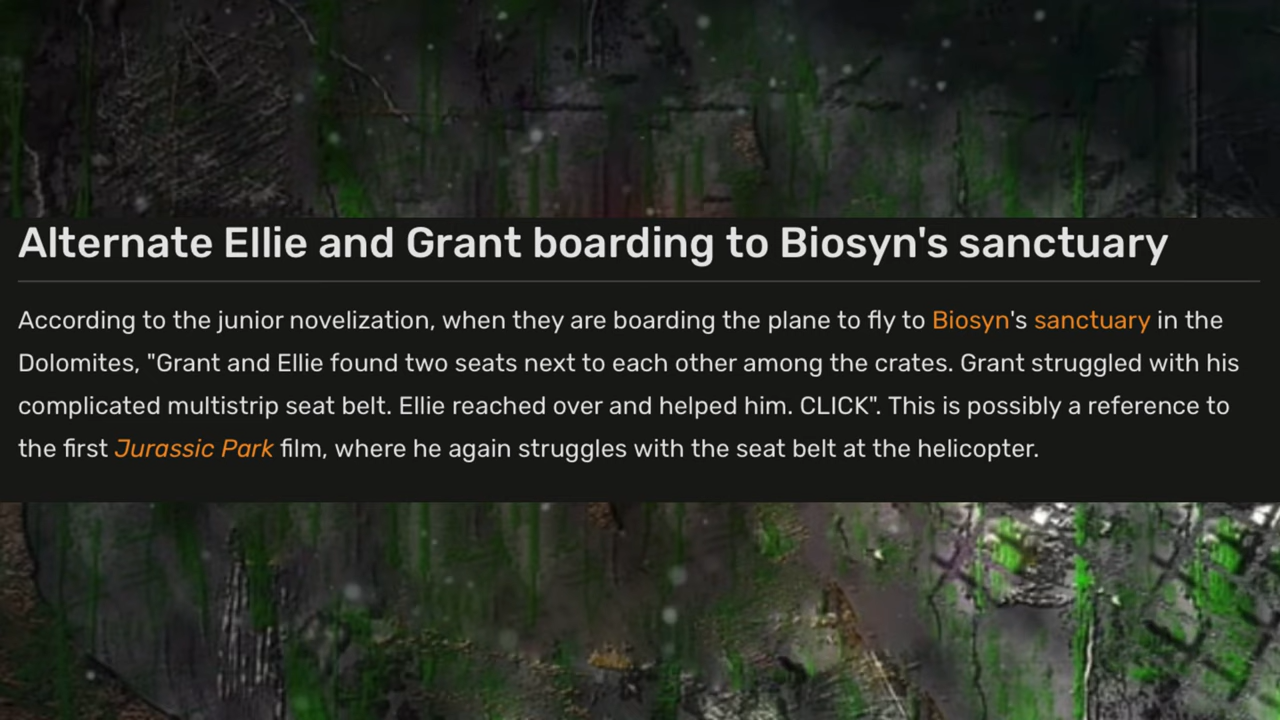 Alternate Ellie and Grant boarding to Biosyn's sanctuary
According to the junior novelization, when they are boarding the plane to fly to Biosyn's sanctuary in the
Dolomites, "Grant and Ellie found two seats next to each other among the crates. Grant struggled with his
complicated multistrip seat belt. Ellie reached over and helped him. CLICK". This is possibly a reference to
the first Jurassic Park film, where he again struggles with the seat belt at the helicopter.